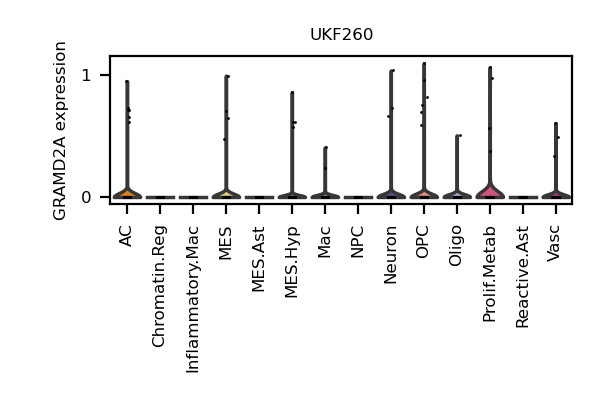 UKF260
GRAMD2A expression
1
0
AC
Chromatin.Reg
Inflammatory.Mac
MES
MES.Ast
MES.Hyp
Mac
NPC
Neuron
OPC
Oligo
Prolif.Metab
Reactive.Ast
Vasc